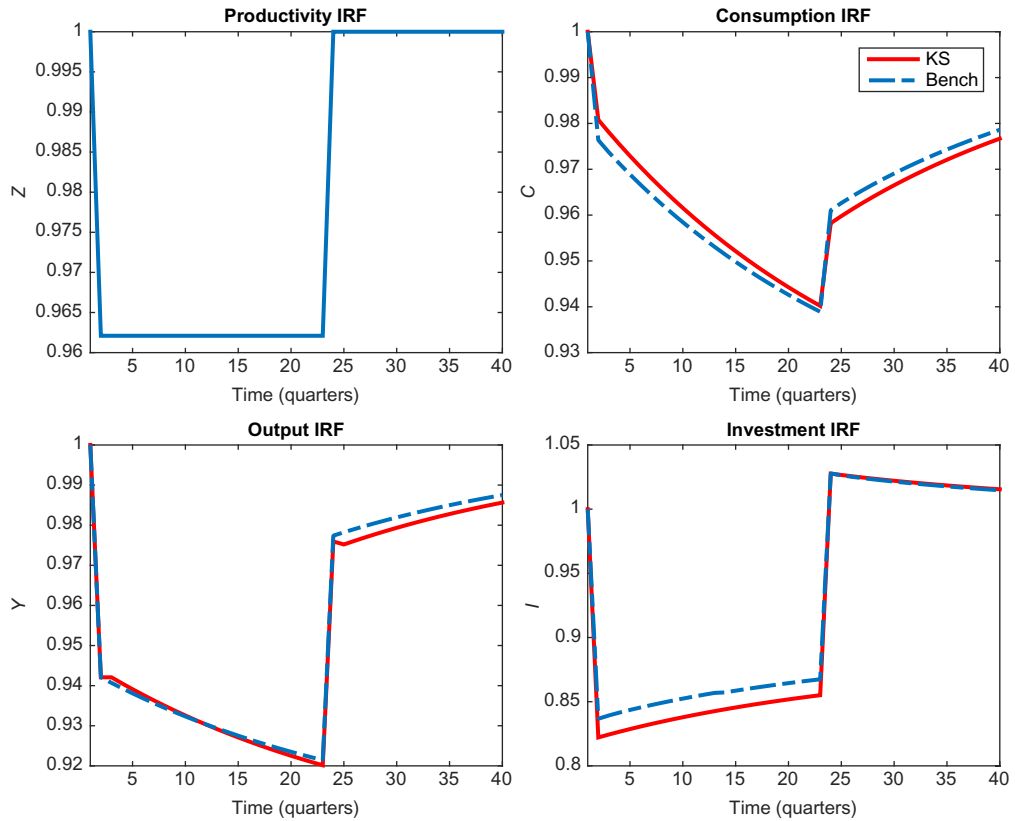 Productivity IRF
1
0.995
0.99
0.985
0.98
0.975
0.97
0.965
0.96
Z
5 10 15 20 25 30 35 40
Time (quarters)
Consumption IRF
1
0.99
0.98
0.97
0.96
0.95
0.94
0.93
C
KS
Bench
5 10 15 20 25 30 35 40
Time (quarters)
Output IRF
1
0.99
0.98
0.97
0.96
0.95
0.94
0.93
0.92
Y
5 10 15 20 25 30 35 40
Time (quarters)
Investment IRF
1.05
1
0.95
0.9
0.85
0.8
I
5 10 15 20 25 30 35 40
Time (quarters)